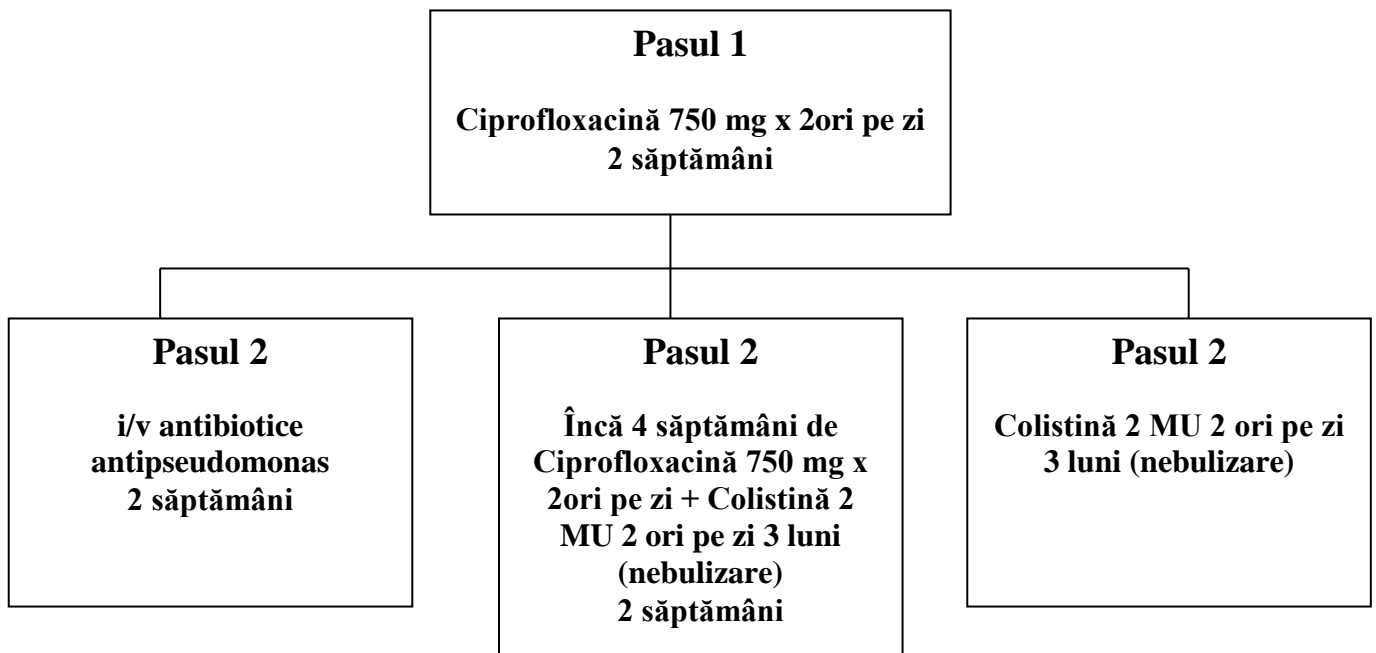 Pasul 1
Ciprofloxacină 750 mg x 2ori pe zi
2 săptămâni
Pasul 2
i/v antibiotice
antipseudomonas
2 săptămâni
Pasul 2
Încă 4 săptămâni de
Ciprofloxacină 750 mg x
2ori pe zi + Colistină 2
MU 2 ori pe zi 3 luni
(nebulizare)
2 săptămâni
Pasul 2
Colistină 2 MU 2 ori pe zi
3 luni (nebulizare)